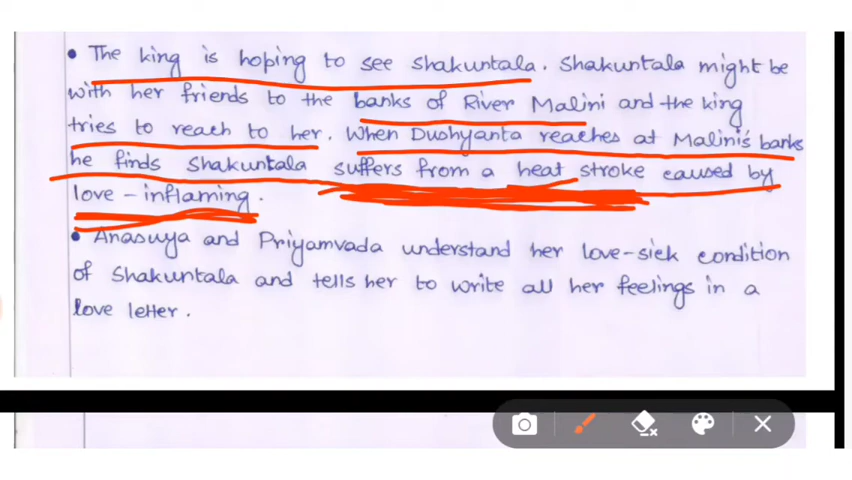 • The king is hoping to see Shakuntala. Shakuntala might be
with her friends to the banks of River Malini and the king
tries to reach to her. When Dushyanta reaches at Malini's banks
he finds Shakuntala suffers from a heat stroke caused by
love-inflaming.
• Anasuya and Priyamvada understand her love-sick condition
of Shakuntala and tells her to write all her feelings in a
love letter.